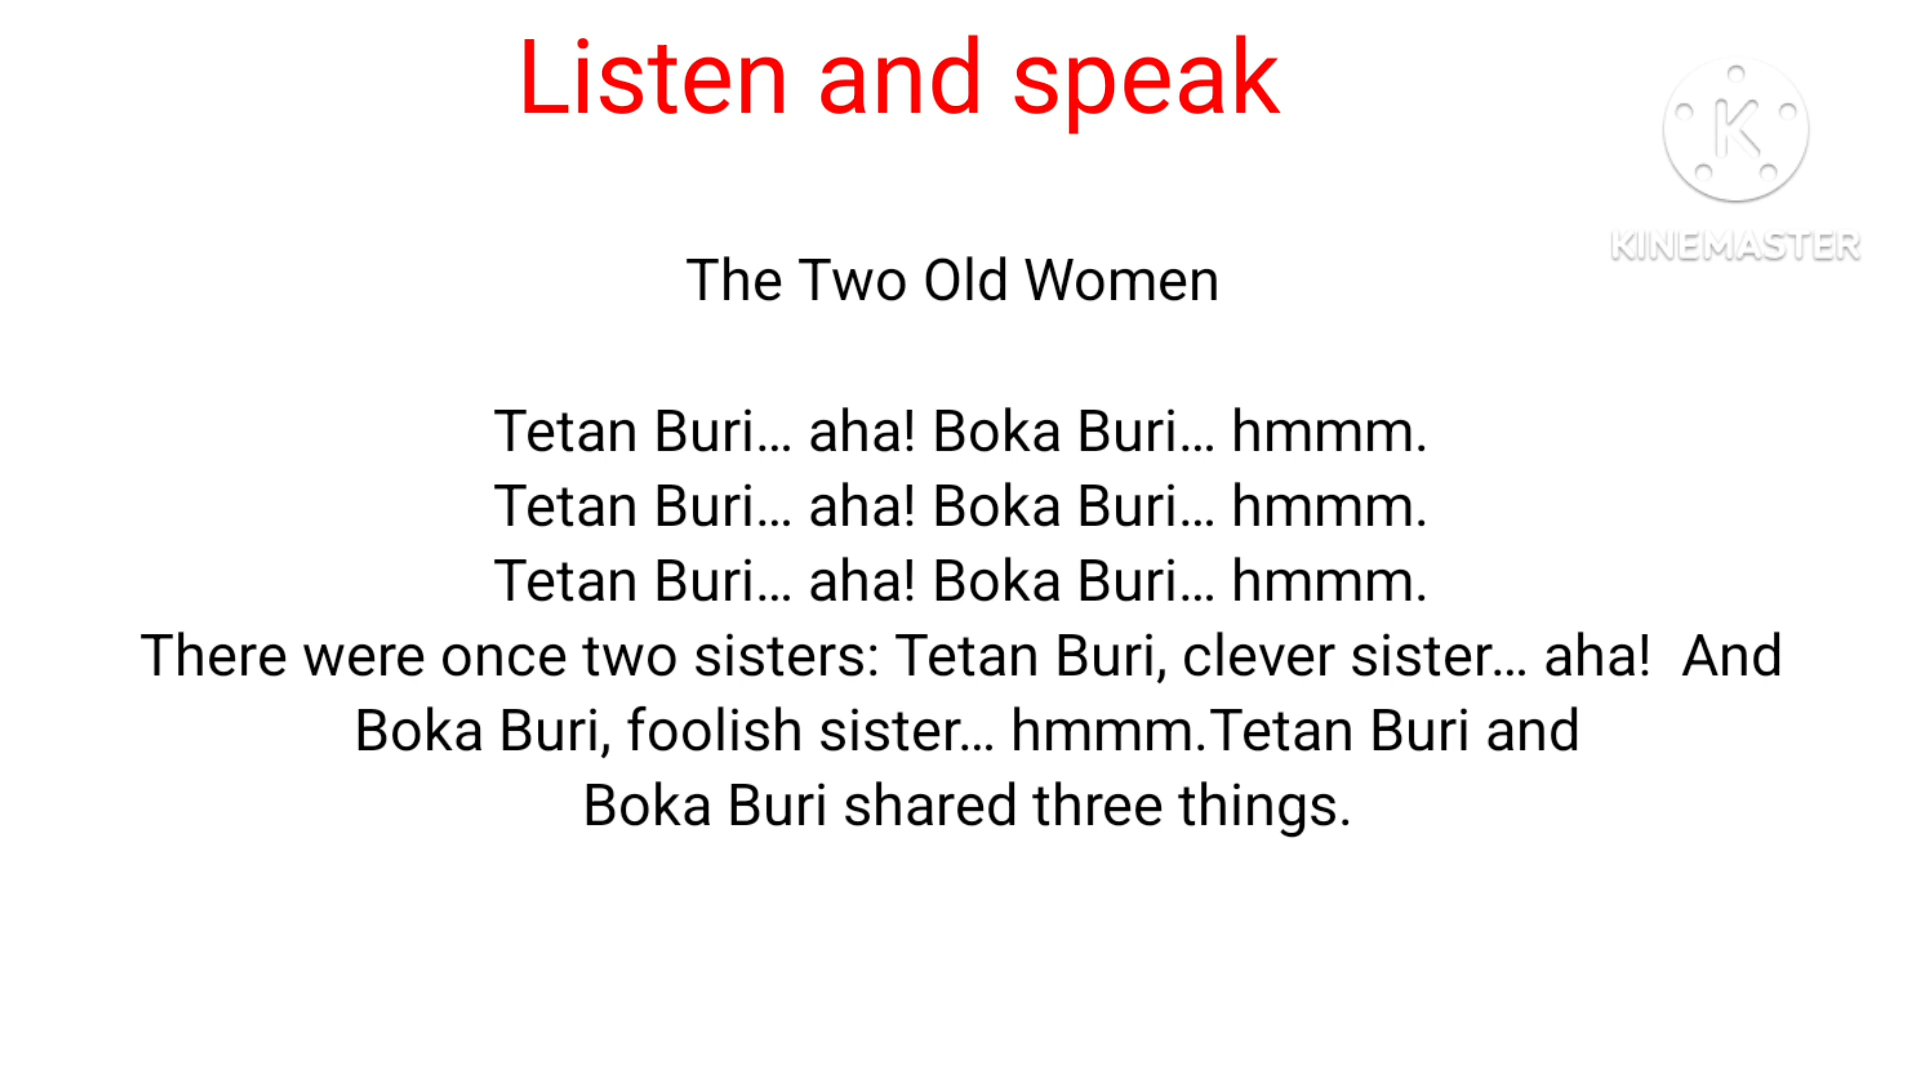 Listen and speak
K
KINEMASTER
The Two Old Women
Tetan Buri... aha! Boka Buri... hmmm.
Tetan Buri... aha! Boka Buri... hmmm.
Tetan Buri... aha! Boka Buri... hmmm.
There were once two sisters: Tetan Buri, clever sister... aha!  And
Boka Buri, foolish sister... hmmm.Tetan Buri and
Boka Buri shared three things.